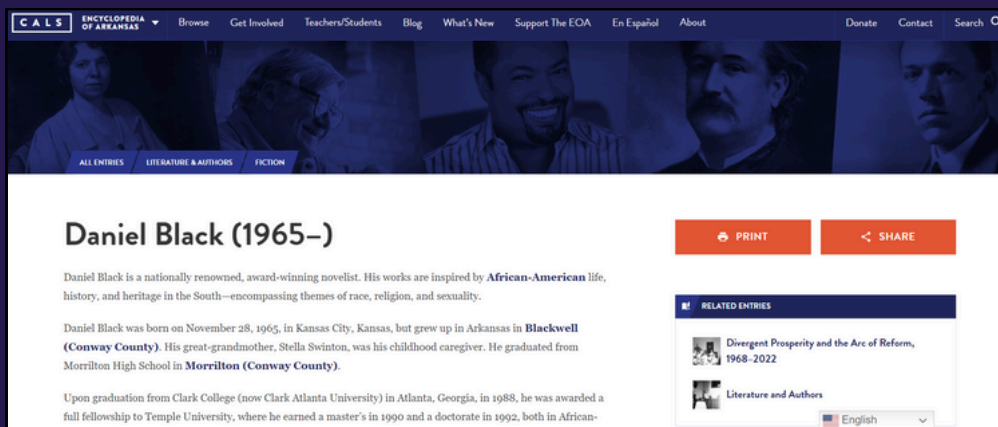 CALS ENCYCLOPEDIA OF ARKANSAS Browse Get Involved Teachers/Students Blog What's New Support The EOA En Español About Donate Contact Search
ALL ENTRIES LITERATURE & AUTHORS FICTION
Daniel Black (1965–)
PRINT SHARE
Daniel Black is a nationally renowned, award-winning novelist. His works are inspired by African-American life,
history, and heritage in the South—encompassing themes of race, religion, and sexuality.
Daniel Black was born on November 28, 1965, in Kansas City, Kansas, but grew up in Arkansas in Blackwell
(Conway County). His great-grandmother, Stella Swinton, was his childhood caregiver. He graduated from
Morrilton High School in Morrilton (Conway County).
Upon graduation from Clark College (now Clark Atlanta University) in Atlanta, Georgia, in 1988, he was awarded a
full fellowship to Temple University, where he earned a master's in 1990 and a doctorate in 1992, both in African-
RELATED ENTRIES
Divergent Prosperity and the Arc of Reform,
1968–2022
Literature and Authors
English